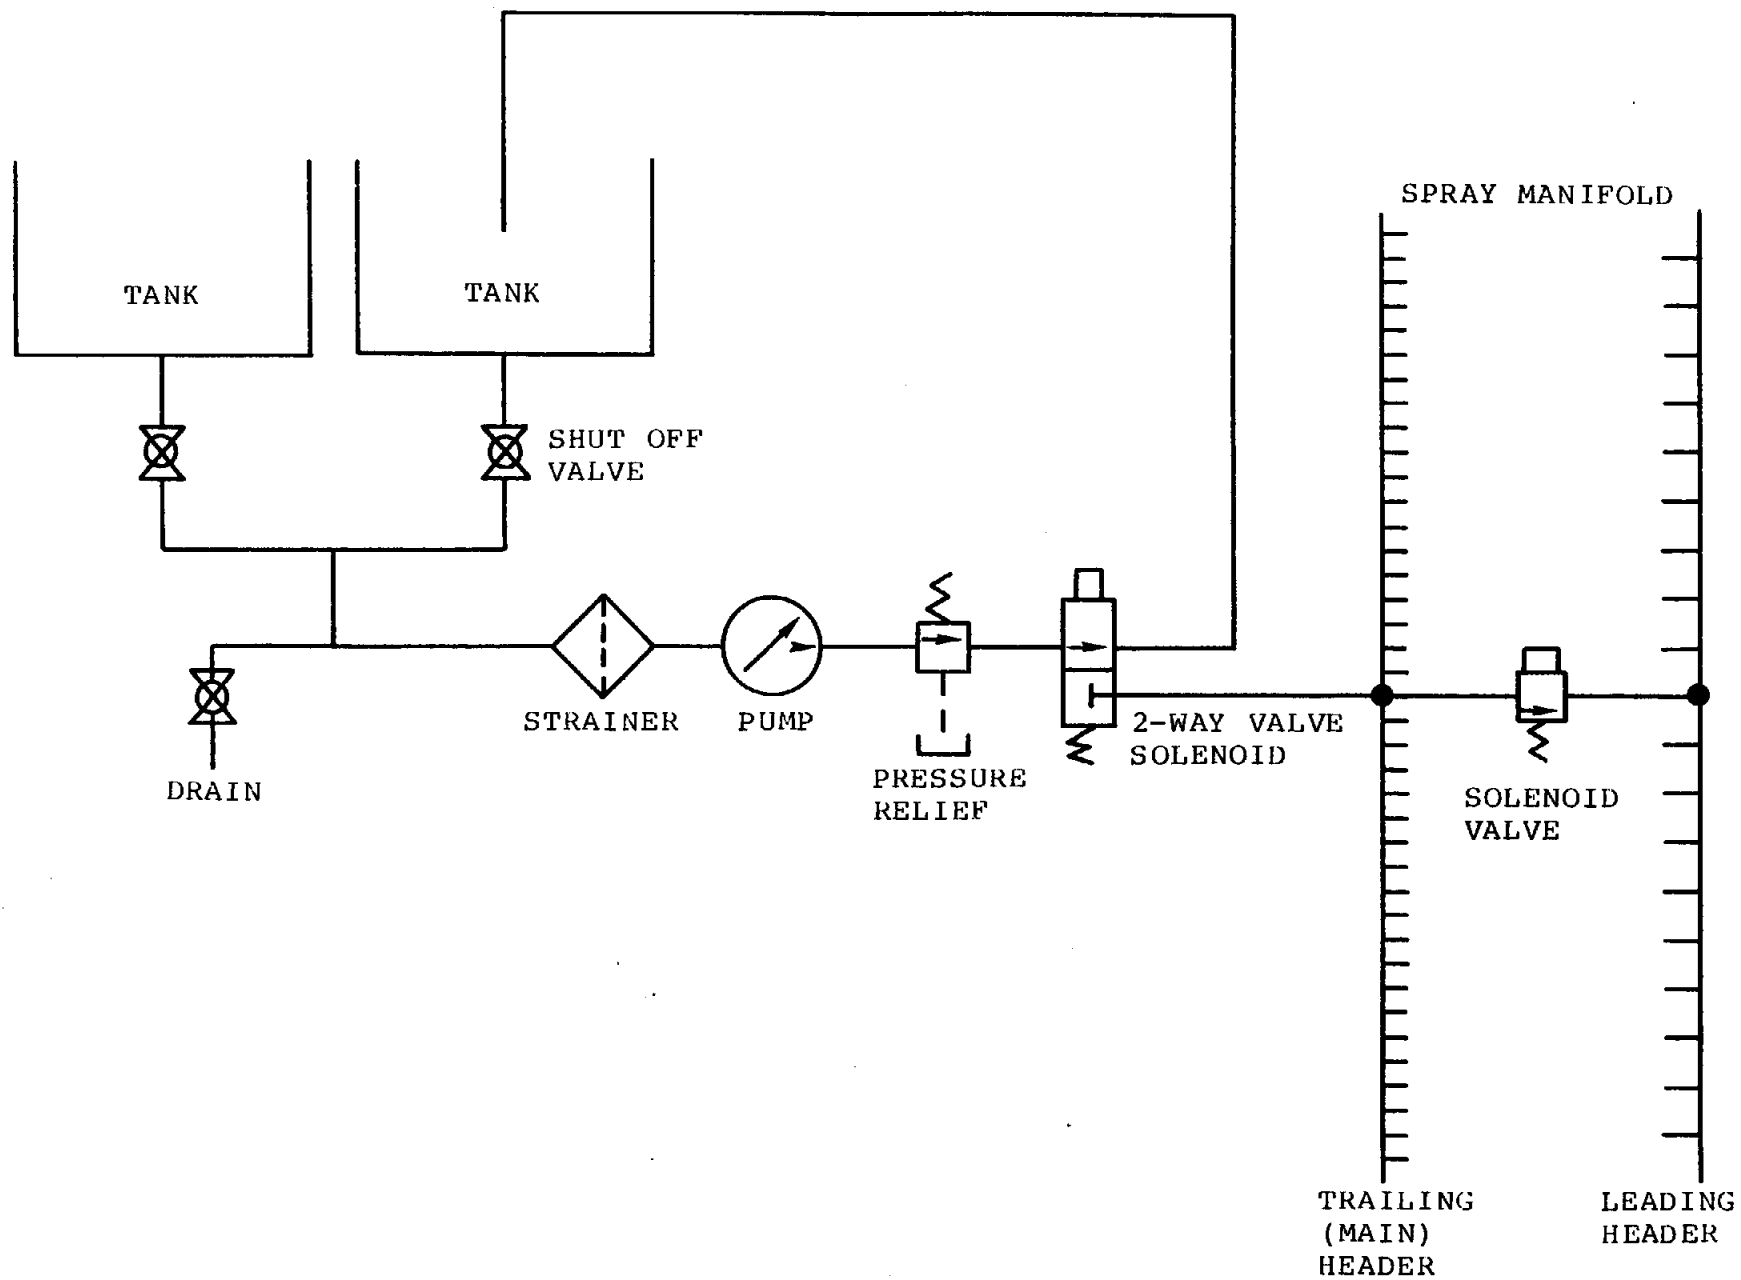 SPRAY MANIFOLD
TANK
TANK
SHUT OFF
VALVE
STRAINER
PUMP
2-WAY VALVE
SOLENOID
PRESSURE
RELIEF
DRAIN
SOLENOID
VALVE
TRAILING
(MAIN)
HEADER
LEADING
HEADER